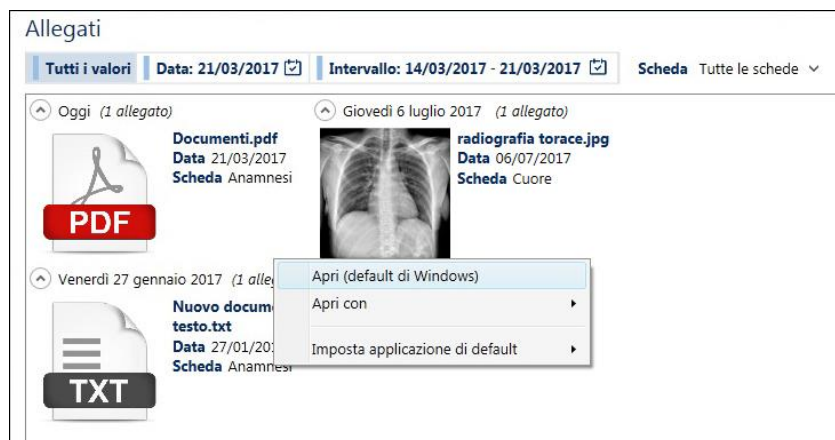 Allegati
Tutti i valori Data: 21/03/2017 Intervallo: 14/03/2017 - 21/03/2017 Scheda Tutte le schede
Oggi (1 allegato)
Documenti.pdf
Data 21/03/2017
Scheda Anamnesi
PDF
Giovedì 6 luglio 2017 (1 allegato)
radiografia torace.jpg
Data 06/07/2017
Scheda Cuore
Venerdì 27 gennaio 2017 (1 alle
Nuovo docum
testo.txt
Data 27/01/20
Scheda Anamnesi
TXT
Apri (default di Windows)
Apri con
Imposta applicazione di default